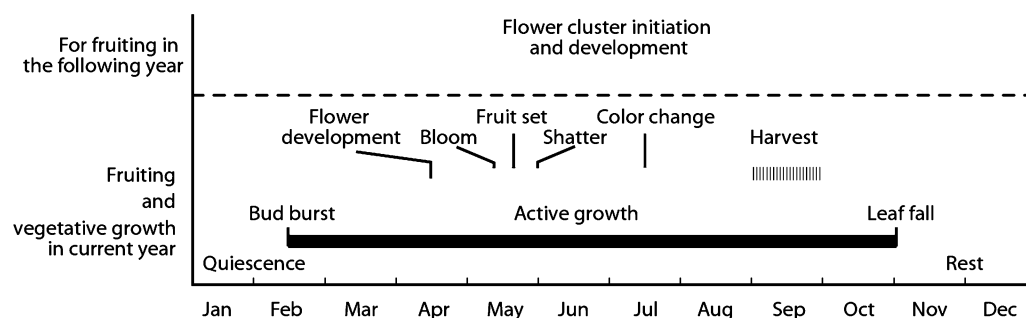 For fruiting in
the following year
Flower cluster initiation
and development
Flower
development
Bloom
Fruit set
Shatter
Color change
Harvest
Fruiting
and
vegetative growth
in current year
Bud burst
Active growth
Leaf fall
Quiescence
Rest
Jan Feb Mar Apr May Jun Jul Aug Sep Oct Nov Dec